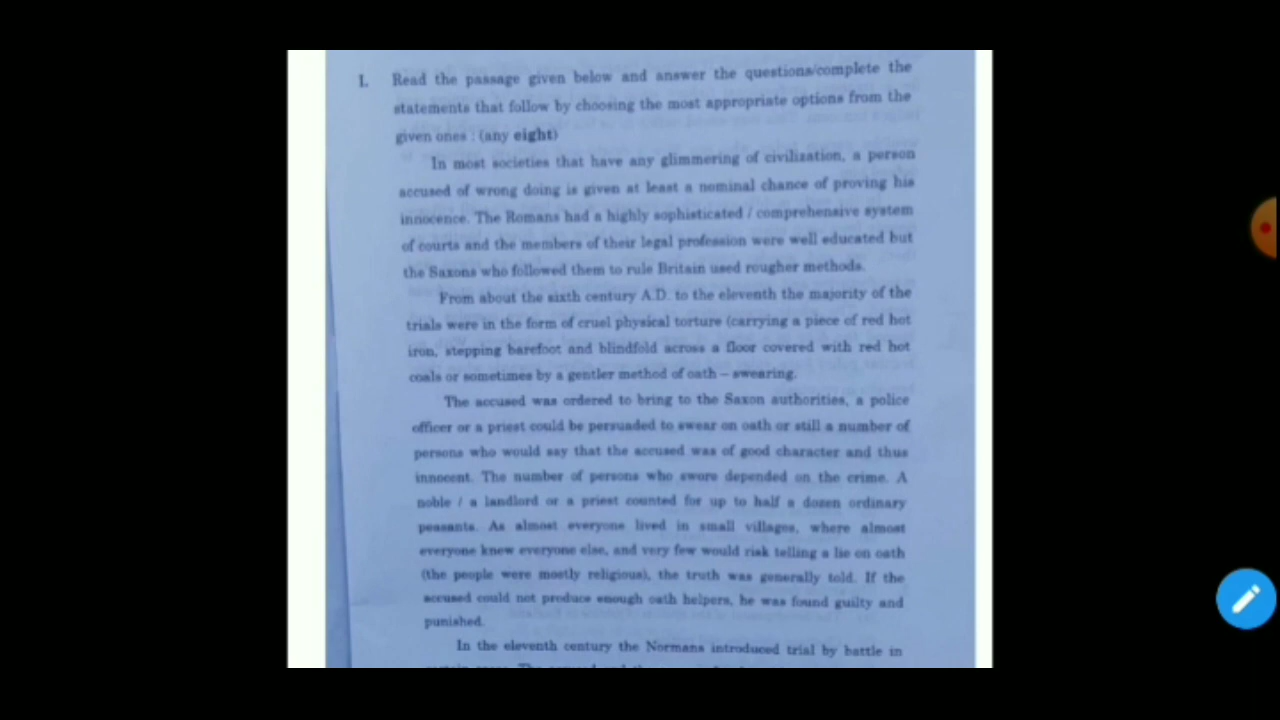 I. Read the passage given below and answer the questions/complete the
statements that follow by choosing the most appropriate options from the
given ones : (any eight)
In most societies that have any glimmering of civilization, a person
accused of wrong doing is given at least a nominal chance of proving his
innocence. The Romans had a highly sophisticated / comprehensive system
of courts and the members of their legal profession were well educated but
the Saxons who followed them to rule Britain used rougher methods.
From about the sixth century A.D. to the eleventh the majority of the
trials were in the form of cruel physical torture (carrying a piece of red hot
iron, stepping barefoot and blindfold across a floor covered with red hot
coals or sometimes by a gentler method of oath – swearing.
The accused was ordered to bring to the Saxon authorities, a police
officer or a priest could be persuaded to swear on oath or still a number of
persons who would say that the accused was of good character and thus
innocent. The number of persons who swore depended on the crime. A
noble / a landlord or a priest counted for up to half a dozen ordinary
peasants. As almost everyone lived in small villages, where almost
everyone knew everyone else, and very few would risk telling a lie on oath
(the people were mostly religious), the truth was generally told. If the
accused could not produce enough oath helpers, he was found guilty and
punished.
In the eleventh century the Normans introduced trial by battle in